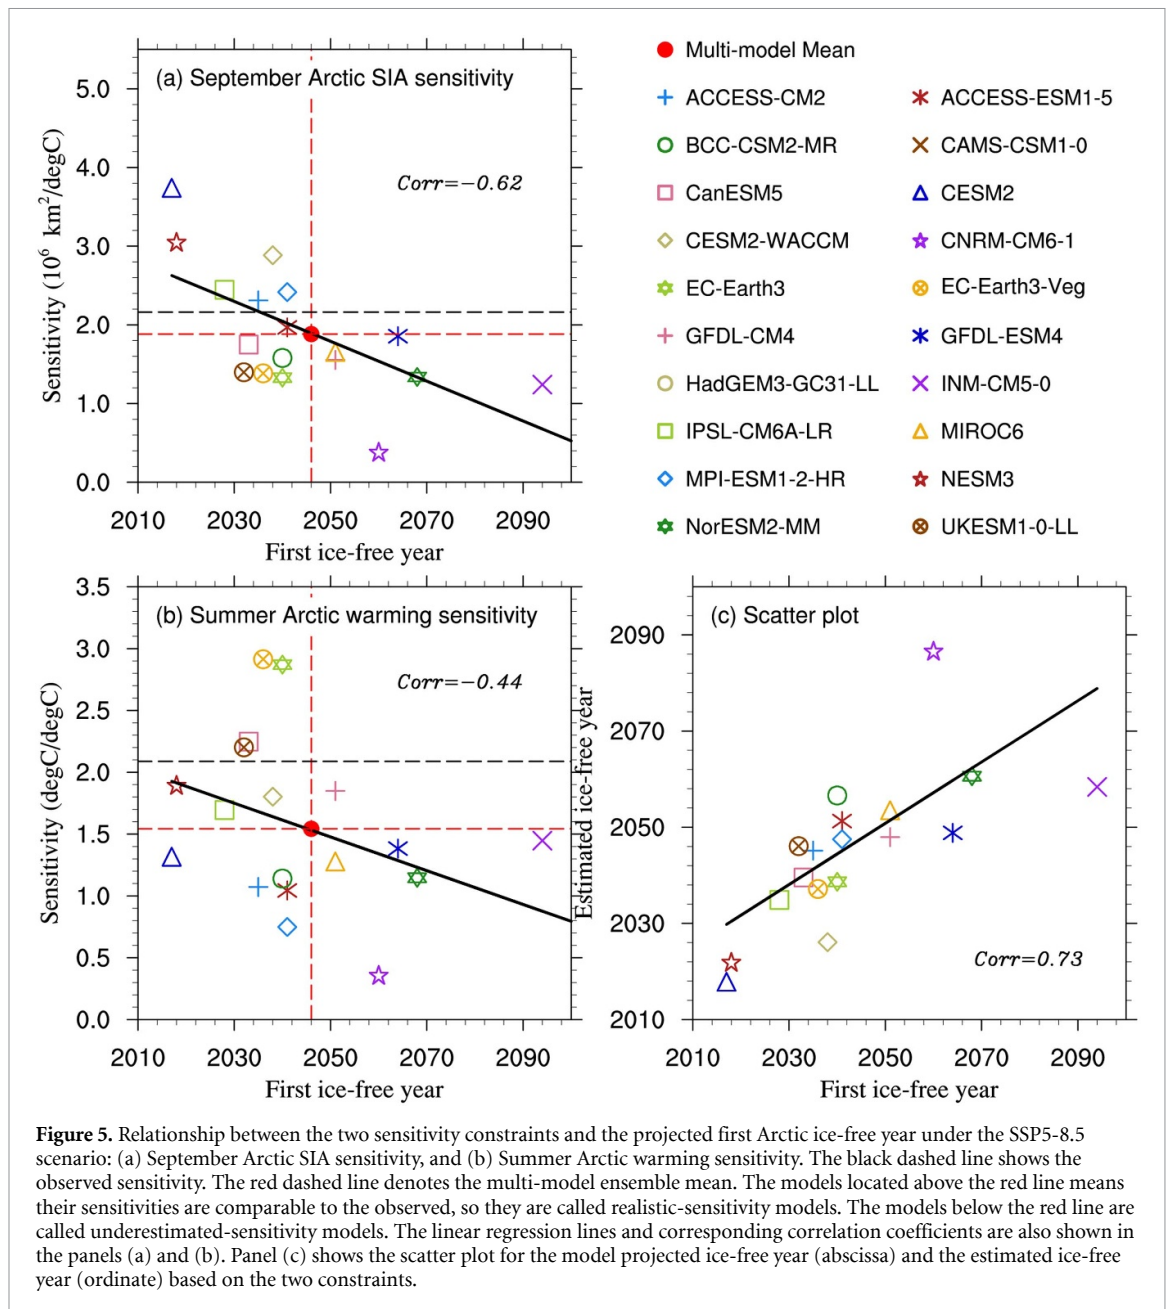 (a) September Arctic SIA sensitivity
Corr=−0.62
Sensitivity (10⁶ km²/degC)
5.0
4.0
3.0
2.0
1.0
0.0
2010 2030 2050 2070 2090
First ice-free year
Multi-model Mean
ACCESS-CM2
ACCESS-ESM1-5
BCC-CSM2-MR
CAMS-CSM1-0
CanESM5
CESM2
CESM2-WACCM
CNRM-CM6-1
EC-Earth3
EC-Earth3-Veg
GFDL-CM4
GFDL-ESM4
HadGEM3-GC31-LL
INM-CM5-0
IPSL-CM6A-LR
MIROC6
MPI-ESM1-2-HR
NESM3
NorESM2-MM
UKESM1-0-LL
(b) Summer Arctic warming sensitivity
Corr=−0.44
Sensitivity (degC/degC)
3.5
3.0
2.5
2.0
1.5
1.0
0.5
0.0
2010 2030 2050 2070 2090
First ice-free year
(c) Scatter plot
Corr=0.73
Estimated ice-free year
2090
2070
2050
2030
2010
2010 2030 2050 2070 2090
First ice-free year
Figure 5. Relationship between the two sensitivity constraints and the projected first Arctic ice-free year under the SSP5-8.5
scenario: (a) September Arctic SIA sensitivity, and (b) Summer Arctic warming sensitivity. The black dashed line shows the
observed sensitivity. The red dashed line denotes the multi-model ensemble mean. The models located above the red line means
their sensitivities are comparable to the observed, so they are called realistic-sensitivity models. The models below the red line are
called underestimated-sensitivity models. The linear regression lines and corresponding correlation coefficients are also shown in
the panels (a) and (b). Panel (c) shows the scatter plot for the model projected ice-free year (abscissa) and the estimated ice-free
year (ordinate) based on the two constraints.